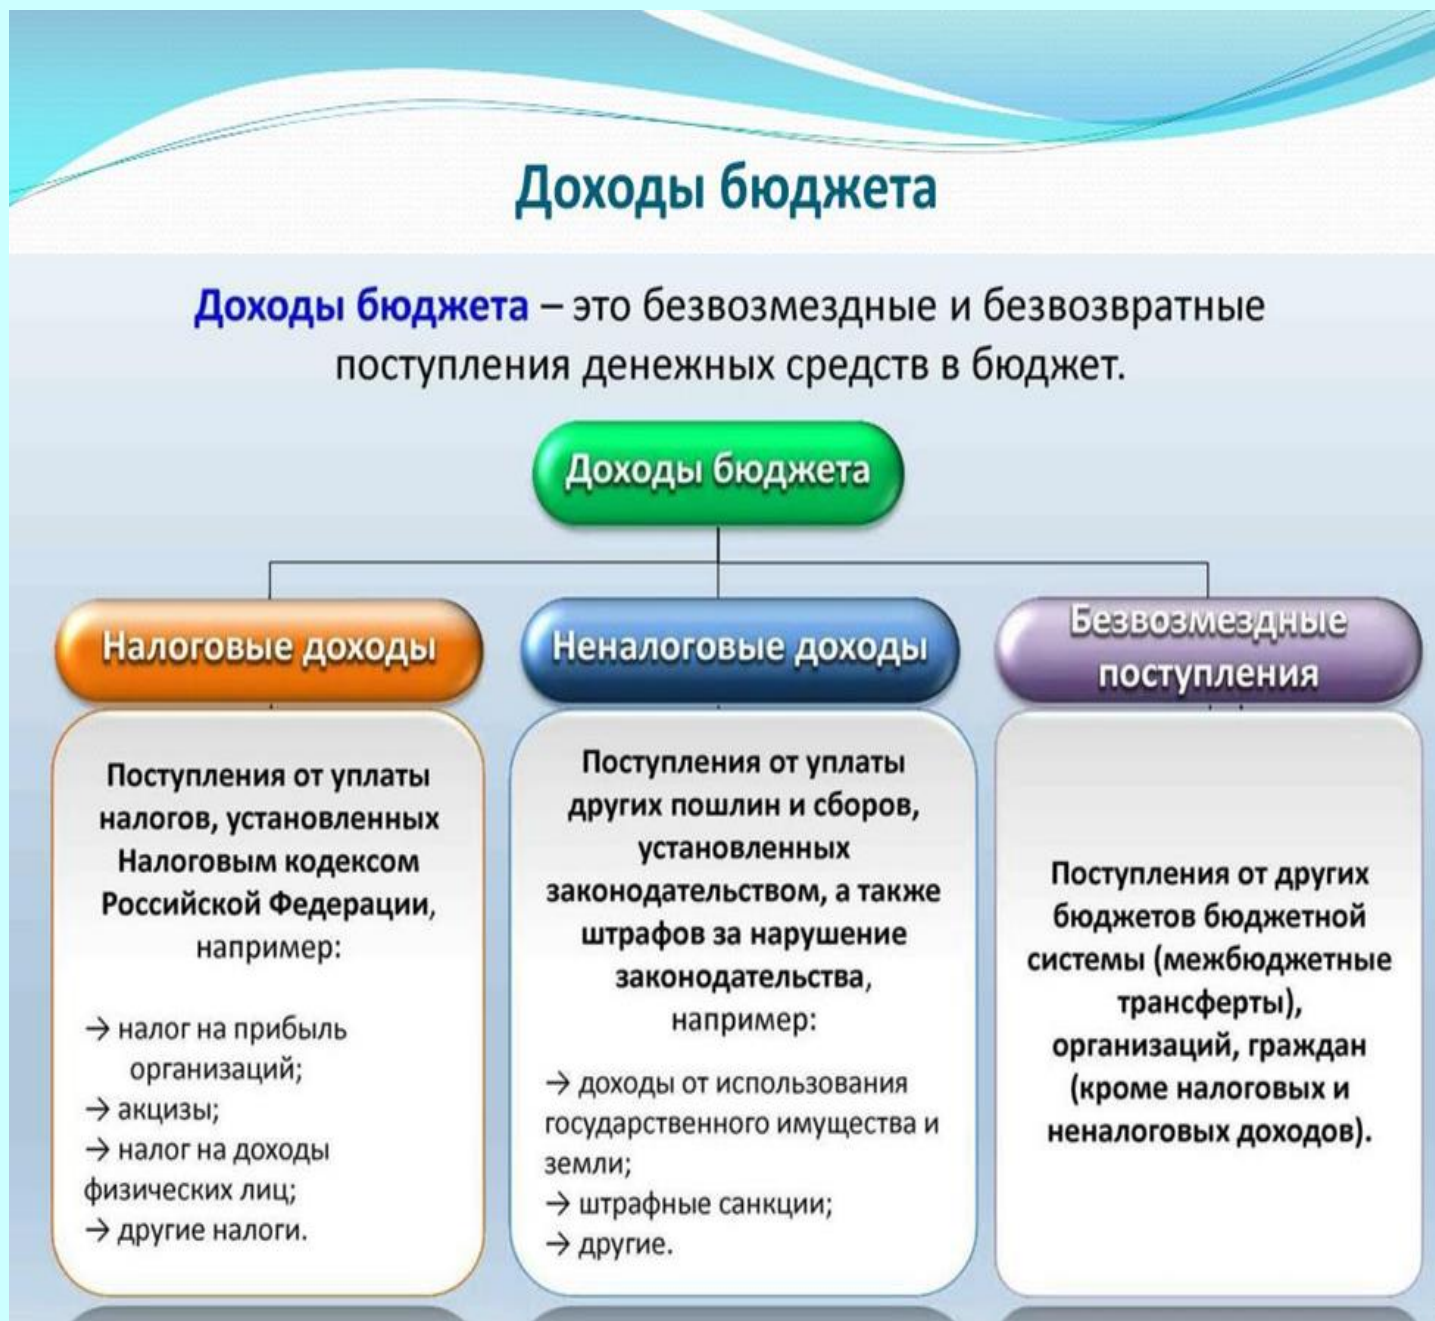 Доходы бюджета
Доходы бюджета – это безвозмездные и безвозвратные
поступления денежных средств в бюджет.
Доходы бюджета
Налоговые доходы
Поступления от уплаты
налогов, установленных
Налоговым кодексом
Российской Федерации,
например:
→ налог на прибыль
организаций;
→ акцизы;
→ налог на доходы
физических лиц;
→ другие налоги.
Неналоговые доходы
Поступления от уплаты
других пошлин и сборов,
установленных
законодательством, а также
штрафов за нарушение
законодательства,
например:
→ доходы от использования
государственного имущества и
земли;
→ штрафные санкции;
→ другие.
Безвозмездные
поступления
Поступления от других
бюджетов бюджетной
системы (межбюджетные
трансферты),
организаций, граждан
(кроме налоговых и
неналоговых доходов).